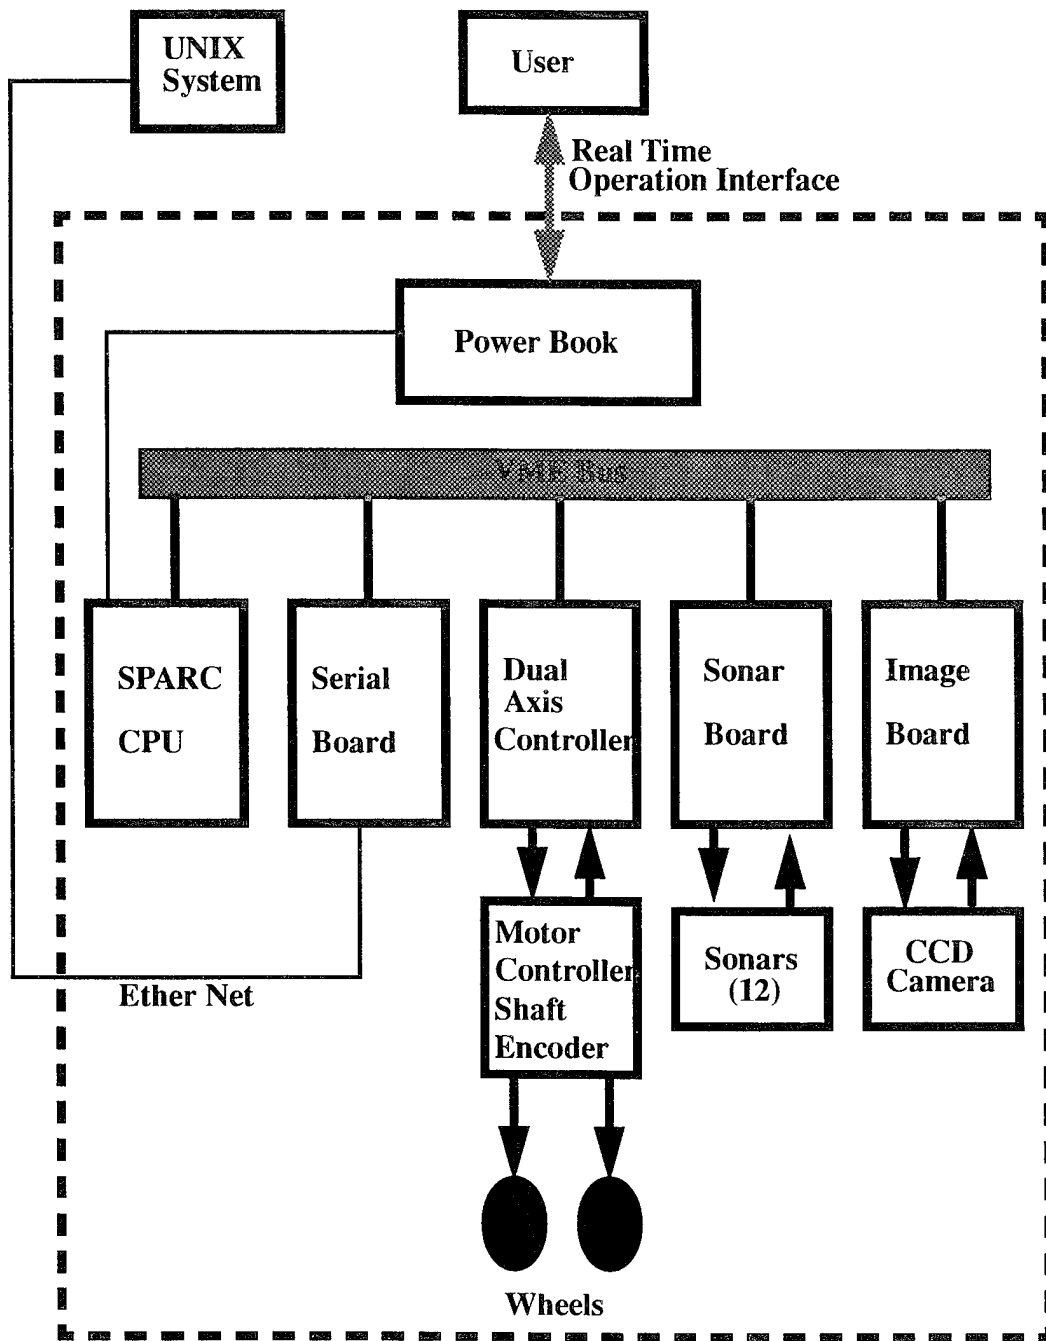 UNIX
System
User
Real Time
Operation Interface
Power Book
VME Bus
SPARC
CPU
Serial
Board
Dual
Axis
Controller
Sonar
Board
Image
Board
Motor
Controller
Shaft
Encoder
Sonars
(12)
CCD
Camera
Ether Net
Wheels